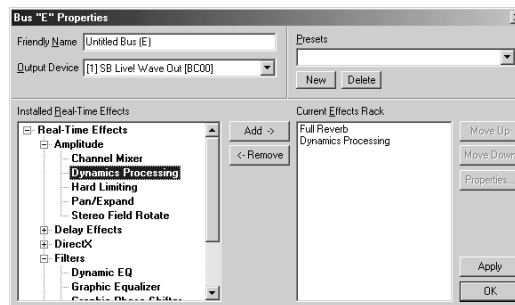 Bus "E" Properties
Friendly Name Untitled Bus (E)
Output Device [1] SB Live! Wave Out [BC00]
Presets
New Delete
Installed Real-Time Effects
Real-Time Effects
Amplitude
Channel Mixer
Dynamics Processing
Hard Limiting
Pan/Expand
Stereo Field Rotate
Delay Effects
DirectX
Filters
Dynamic EQ
Graphic Equalizer
Graphic Phase Shifter
Add ->
<- Remove
Current Effects Rack
Full Reverb
Dynamics Processing
Move Up
Move Down
Properties...
Apply
OK